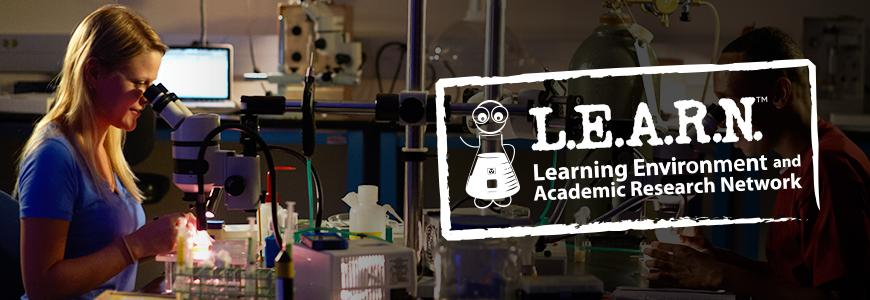 L.E.A.R.N.™
Learning Environment and
Academic Research Network